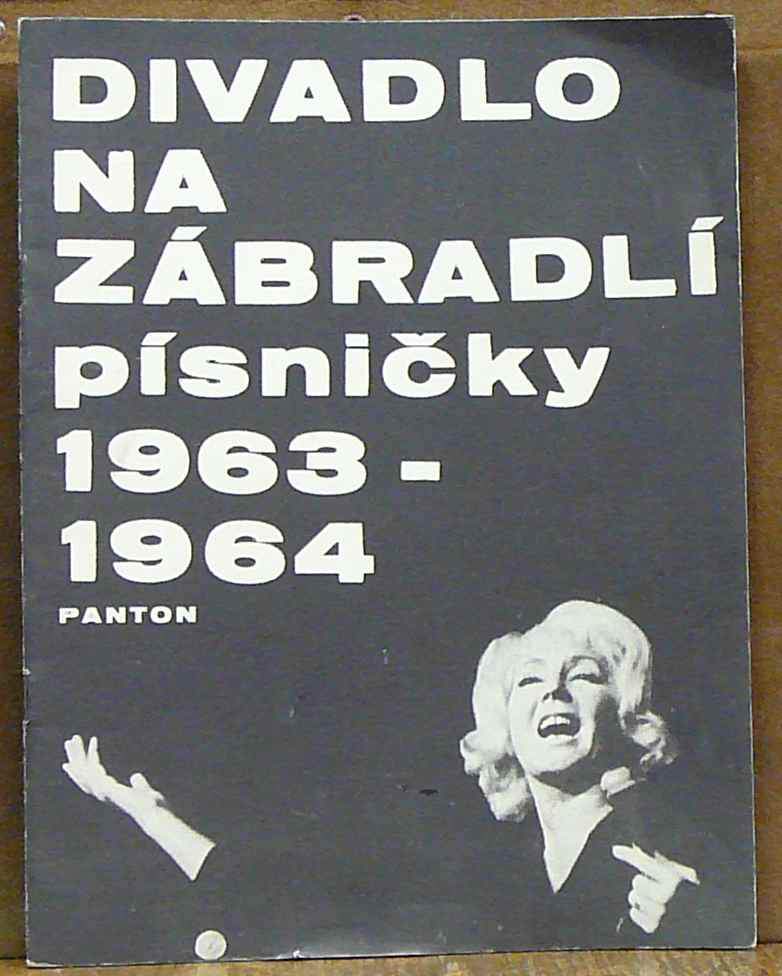 DIVADLO
NA
ZÁBRADLÍ
písničky
1963 -
1964
PANTON